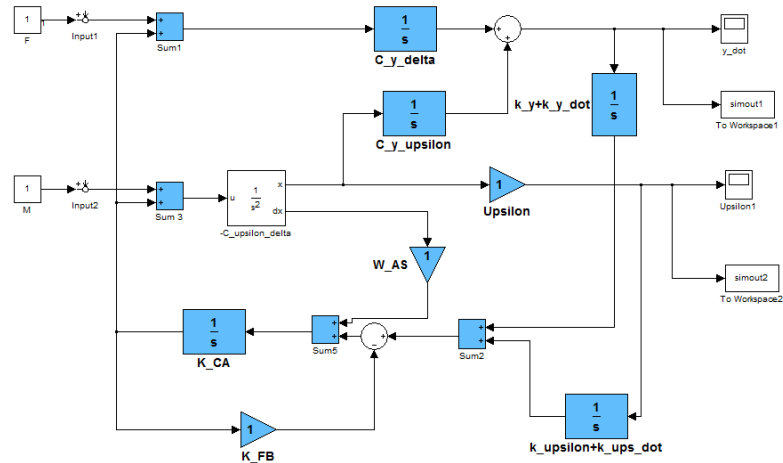 1
F
1
Input1
+
+
Sum1
1
s
C_y_delta
+
+
y_dot
k_y+k_y_dot
1
s
simout1
To Workspace1
1
s
C_y_upsilon
1
M
Input2
+
+
Sum 3
u
1
s2
x
dx
-C_upsilon_delta
1
Upsilon
Upsilon1
W_AS
1
simout2
To Workspace2
1
s
K_CA
+
+
Sum5
+
−
+
+
Sum2
1
K_FB
1
s
k_upsilon+k_ups_dot